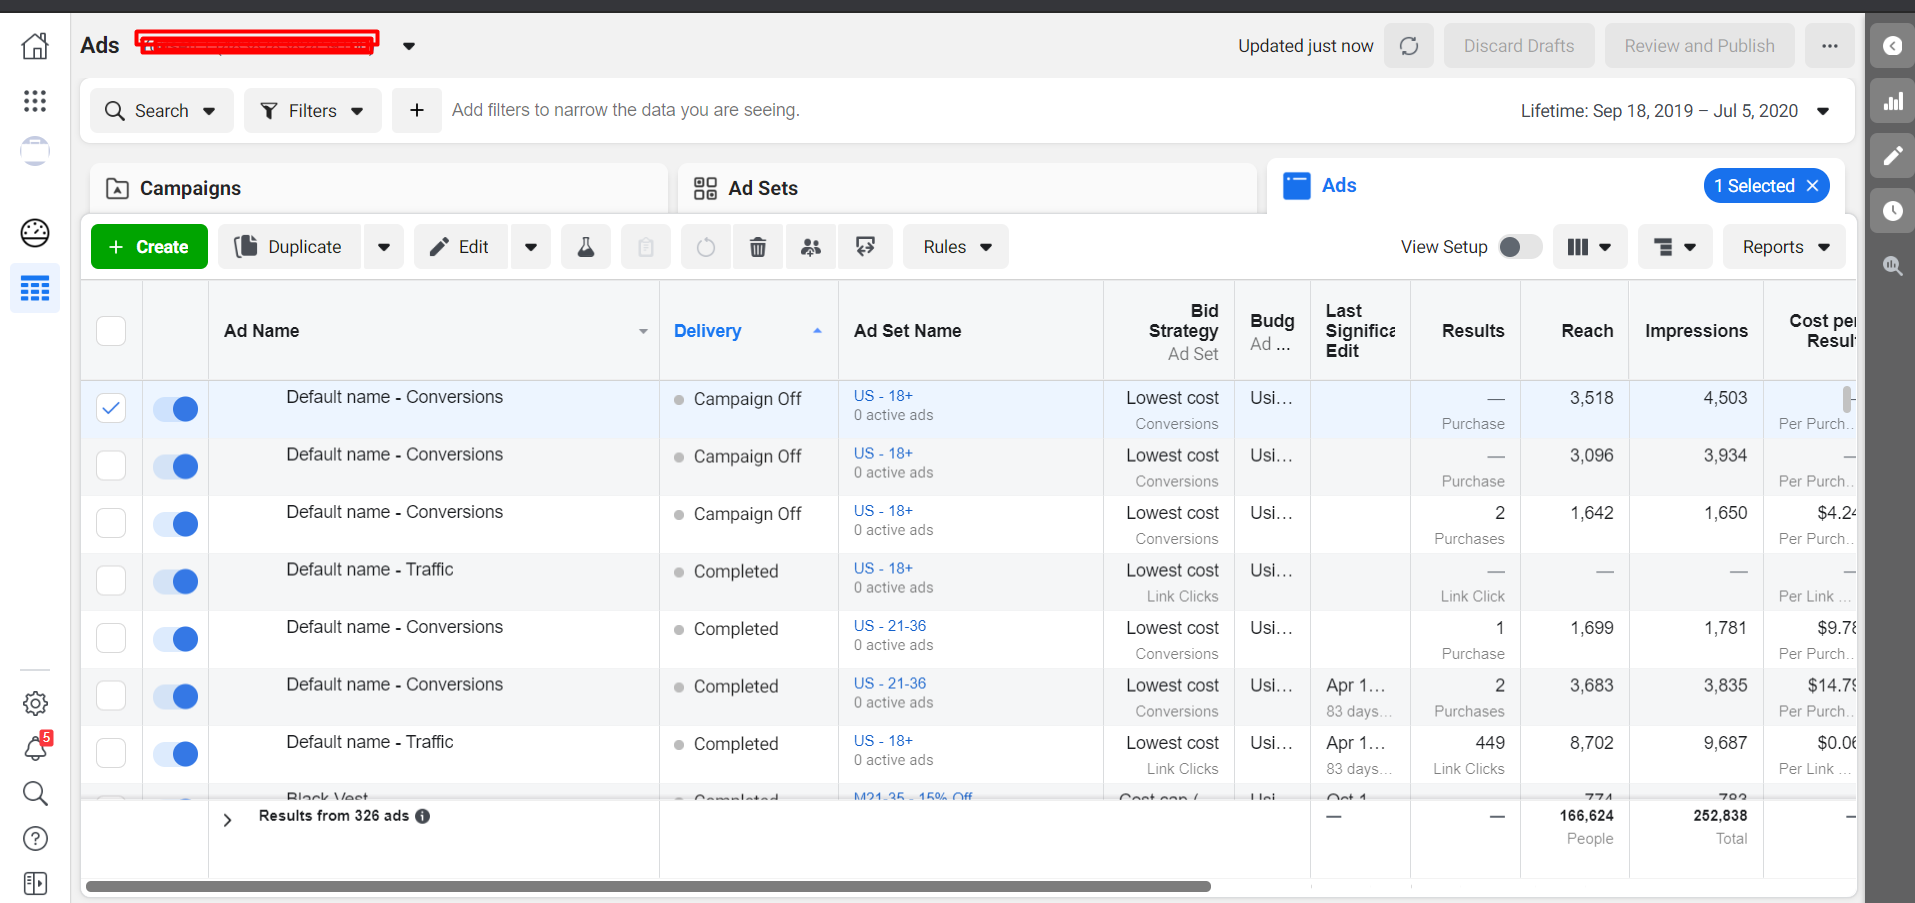 Ads
Updated just now
Discard Drafts
Review and Publish
Search
Filters
Add filters to narrow the data you are seeing.
Lifetime: Sep 18, 2019 – Jul 5, 2020
Campaigns
Ad Sets
Ads
1 Selected
+ Create
Duplicate
Edit
Rules
View Setup
Reports
Ad Name
Delivery
Ad Set Name
Bid
Strategy
Ad Set
Budg
Ad ...
Last
Significa
Edit
Results
Reach
Impressions
Cost per
Result
Default name - Conversions Campaign Off US - 18+ Lowest cost Usi... — 3,518 4,503
0 active ads Conversions Purchase Per Purch...
Default name - Conversions Campaign Off US - 18+ Lowest cost Usi... — 3,096 3,934 —
0 active ads Conversions Purchase Per Purch...
Default name - Conversions Campaign Off US - 18+ Lowest cost Usi... 2 1,642 1,650 $4.24
0 active ads Conversions Purchases Per Purch...
Default name - Traffic Completed US - 18+ Lowest cost Usi... — — — —
0 active ads Link Clicks Link Click Per Link ...
Default name - Conversions Completed US - 21-36 Lowest cost Usi... 1 1,699 1,781 $9.78
0 active ads Conversions Purchase Per Purch...
Default name - Conversions Completed US - 21-36 Lowest cost Usi... Apr 1... 2 3,683 3,835 $14.79
0 active ads Conversions 83 days... Purchases Per Purch...
Default name - Traffic Completed US - 18+ Lowest cost Usi... Apr 1... 449 8,702 9,687 $0.06
0 active ads Link Clicks 83 days... Link Clicks Per Link ...
Black Vest Completed M21-35 - 15% Off Cost cap ( Usi... Oct 1 774 783
Results from 326 ads — — 166,624 252,838 —
People Total
5